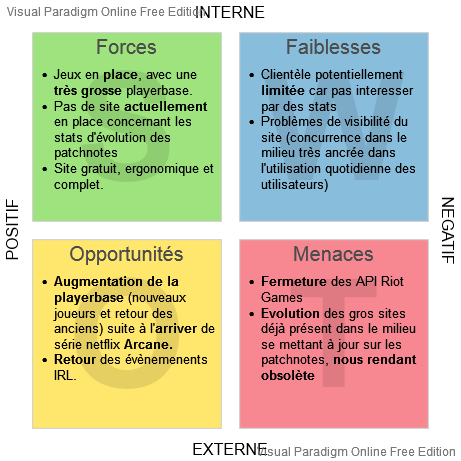 Visual Paradigm Online Free Edition
INTERNE
Forces
• Jeux en place, avec une
très grosse playerbase.
• Pas de site actuellement
en place concernant les
stats d'évolution des
patchnotes
• Site gratuit, ergonomique et
complet.
S
Faiblesses
• Clientèle potentiellement
limitée car pas interesser
par des stats
• Problèmes de visibilité du
site (concurrence dans le
milieu très ancrée dans
l'utilisation quotidienne des
utilisateurs)
W
POSITIF
NEGATIF
Opportunités
• Augmentation de la
playerbase (nouveaux
joueurs et retour des
anciens) suite à l'arriver de
série netflix Arcane.
• Retour des évènemenents
IRL.
O
Menaces
• Fermeture des API Riot
Games
• Evolution des gros sites
déjà présent dans le milieu
se mettant à jour sur les
patchnotes, nous rendant
obsolète
T
EXTERNE
Visual Paradigm Online Free Edition